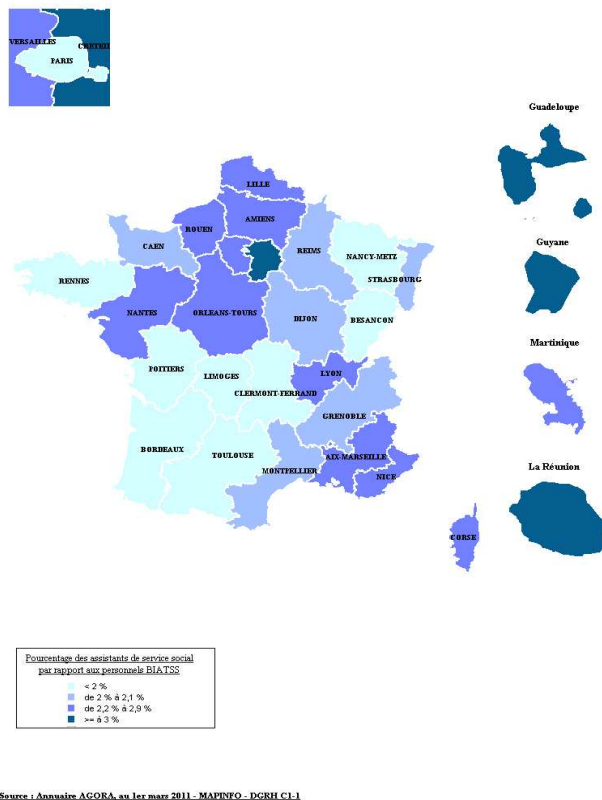 VERSAILLES
CRETEIL
PARIS
Guadeloupe
LILLE
AMIENS
ROUEN
CAEN
REIMS
NANCY-METZ
Guyane
STRASBOURG
RENNES
NANTES
ORLEANS-TOURS
DIJON
BESANCON
Martinique
POITIERS
LIMOGES
LYON
CLERMONT-FERRAND
GRENOBLE
BORDEAUX
TOULOUSE
AIX-MARSEILLE
MONTPELLIER
NICE
La Réunion
CORSE
Pourcentage des assistants de service social
par rapport aux personnels BIATSS
< 2 %
de 2 % à 2,1 %
de 2,2 % à 2,9 %
>= à 3 %
Source : Annuaire AGORA, au 1er mars 2011 - MAPINFO - DGRH C1-1